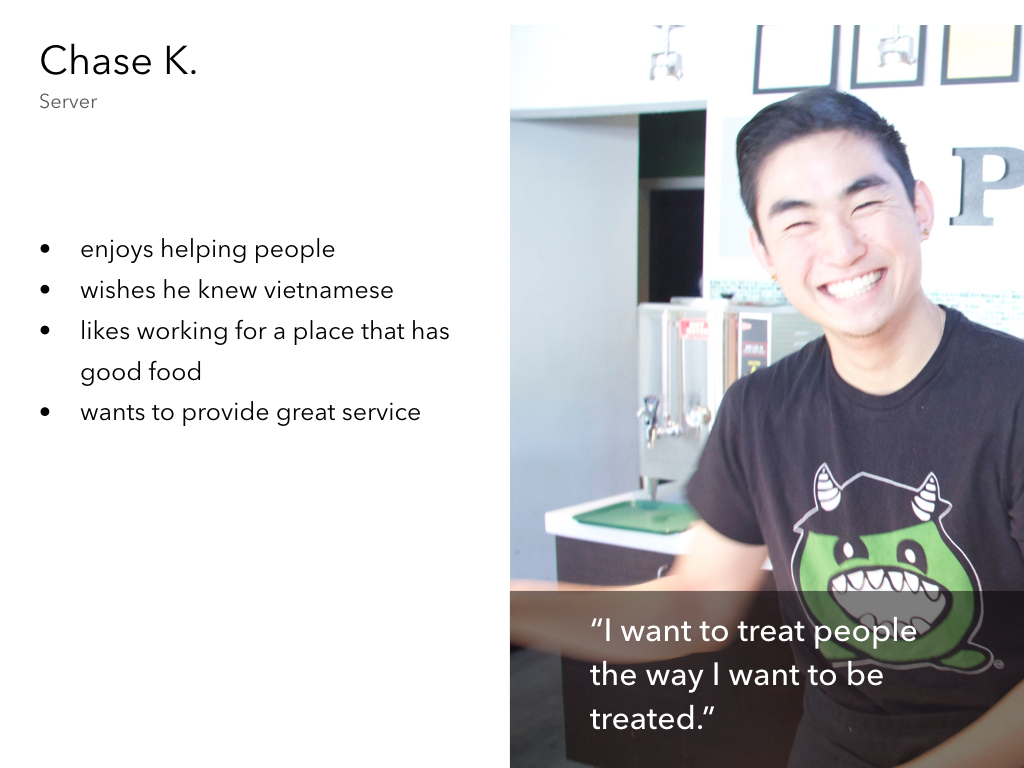 Chase K.
Server
• enjoys helping people
• wishes he knew vietnamese
• likes working for a place that has
good food
• wants to provide great service
P
“I want to treat people
the way I want to be
treated.”